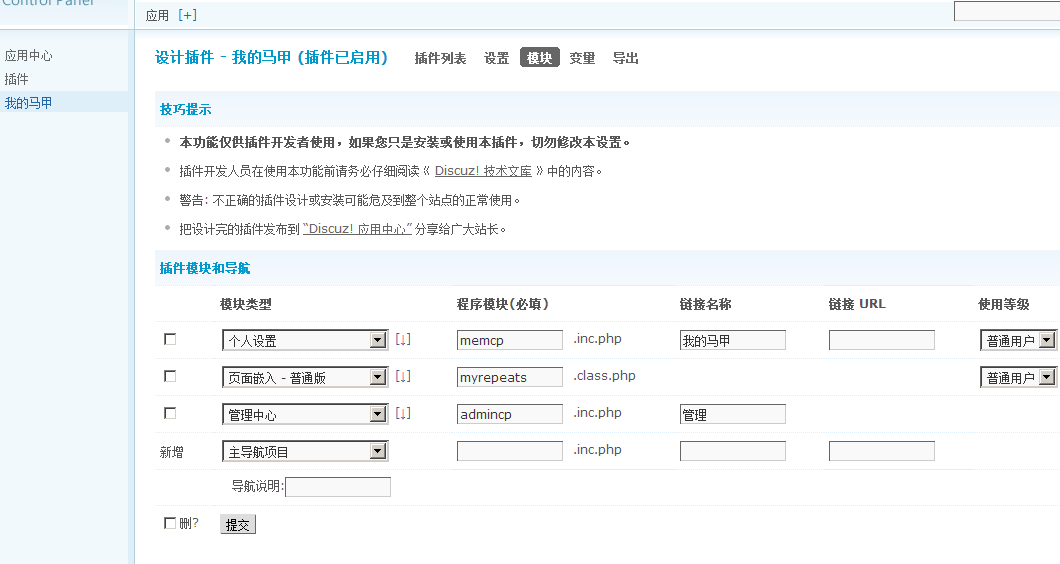 Control Panel
应用 [+]
应用中心
插件
我的马甲
设计插件 - 我的马甲 (插件已启用) 插件列表 设置 模块 变量 导出
技巧提示
本功能仅供插件开发者使用，如果您只是安装或使用本插件，切勿修改本设置。
插件开发人员在使用本功能前请务必仔细阅读《 Discuz! 技术文库 》中的内容。
警告: 不正确的插件设计或安装可能危及到整个站点的正常使用。
把设计完的插件发布到 “Discuz! 应用中心” 分享给广大站长。
插件模块和导航
模块类型 程序模块(必填) 链接名称 链接 URL 使用等级
个人设置 [↓] memcp .inc.php 我的马甲 普通用户
页面嵌入 - 普通版 [↓] myrepeats .class.php 普通用户
管理中心 [↓] admincp .inc.php 管理
新增 主导航项目 .inc.php
导航说明:
删? 提交